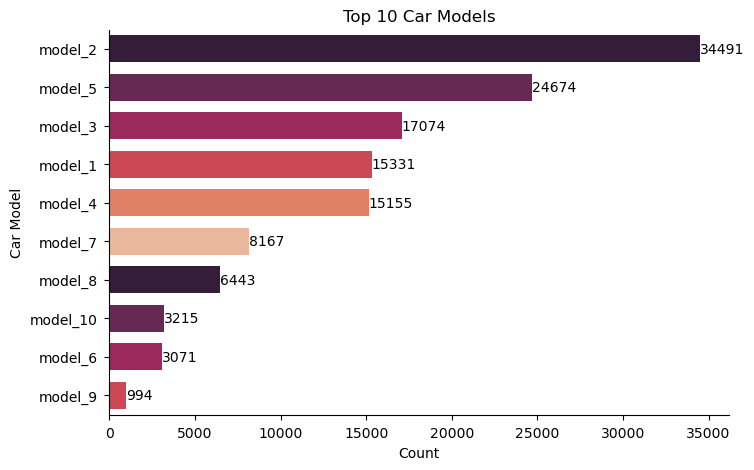 Top 10 Car Models
Car Model
model_2 34491
model_5 24674
model_3 17074
model_1 15331
model_4 15155
model_7 8167
model_8 6443
model_10 3215
model_6 3071
model_9 994
0 5000 10000 15000 20000 25000 30000 35000
Count